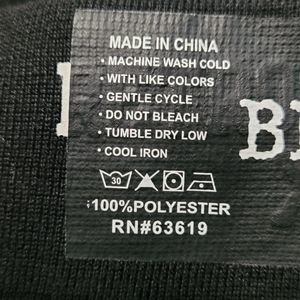 MADE IN CHINA
• MACHINE WASH COLD
• WITH LIKE COLORS
• GENTLE CYCLE
• DO NOT BLEACH
• TUMBLE DRY LOW
• COOL IRON
30
100%POLYESTER
RN#63619